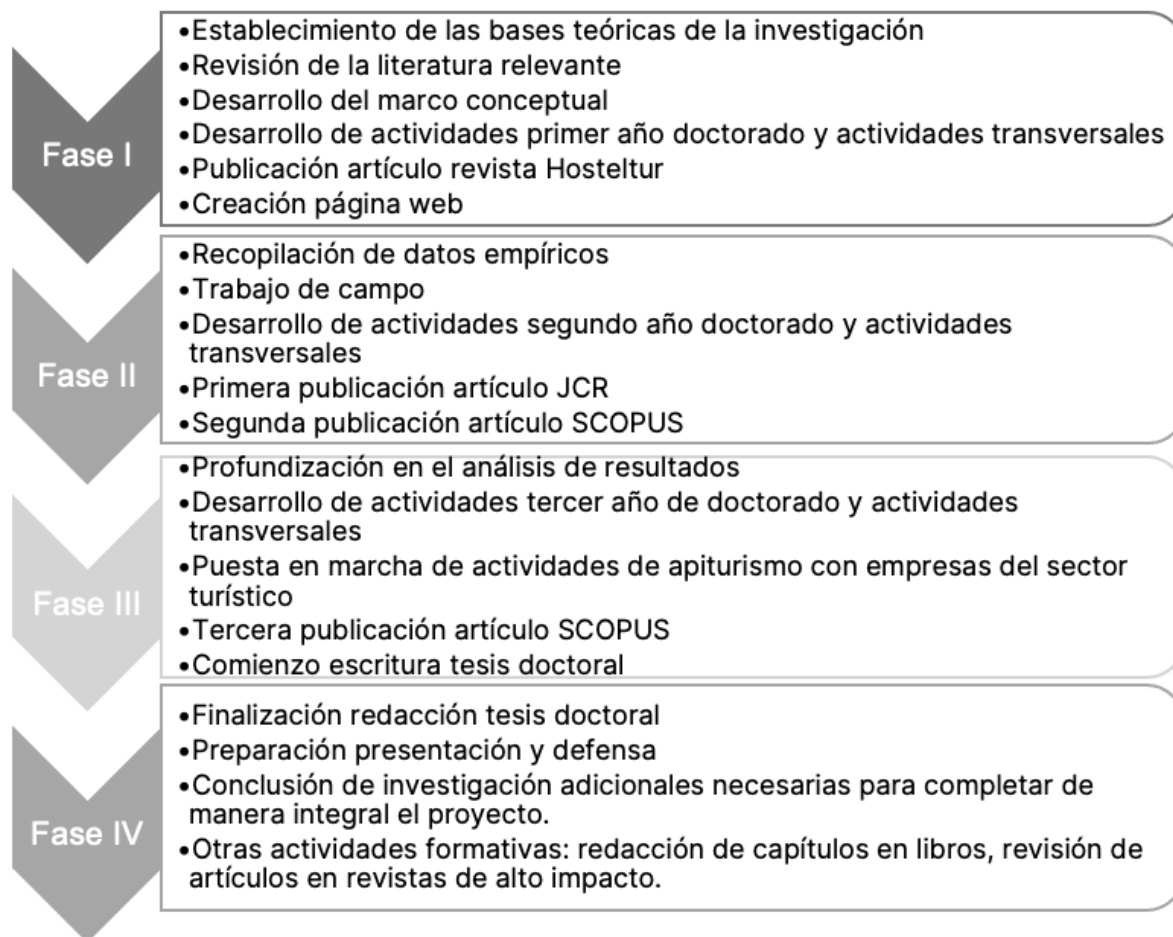 Fase I
•Establecimiento de las bases teóricas de la investigación
•Revisión de la literatura relevante
•Desarrollo del marco conceptual
•Desarrollo de actividades primer año doctorado y actividades transversales
•Publicación artículo revista Hosteltur
•Creación página web
Fase II
•Recopilación de datos empíricos
•Trabajo de campo
•Desarrollo de actividades segundo año doctorado y actividades
transversales
•Primera publicación artículo JCR
•Segunda publicación artículo SCOPUS
Fase III
•Profundización en el análisis de resultados
•Desarrollo de actividades tercer año de doctorado y actividades
transversales
•Puesta en marcha de actividades de apiturismo con empresas del sector
turístico
•Tercera publicación artículo SCOPUS
•Comienzo escritura tesis doctoral
Fase IV
•Finalización redacción tesis doctoral
•Preparación presentación y defensa
•Conclusión de investigación adicionales necesarias para completar de
manera integral el proyecto.
•Otras actividades formativas: redacción de capítulos en libros, revisión de
artículos en revistas de alto impacto.